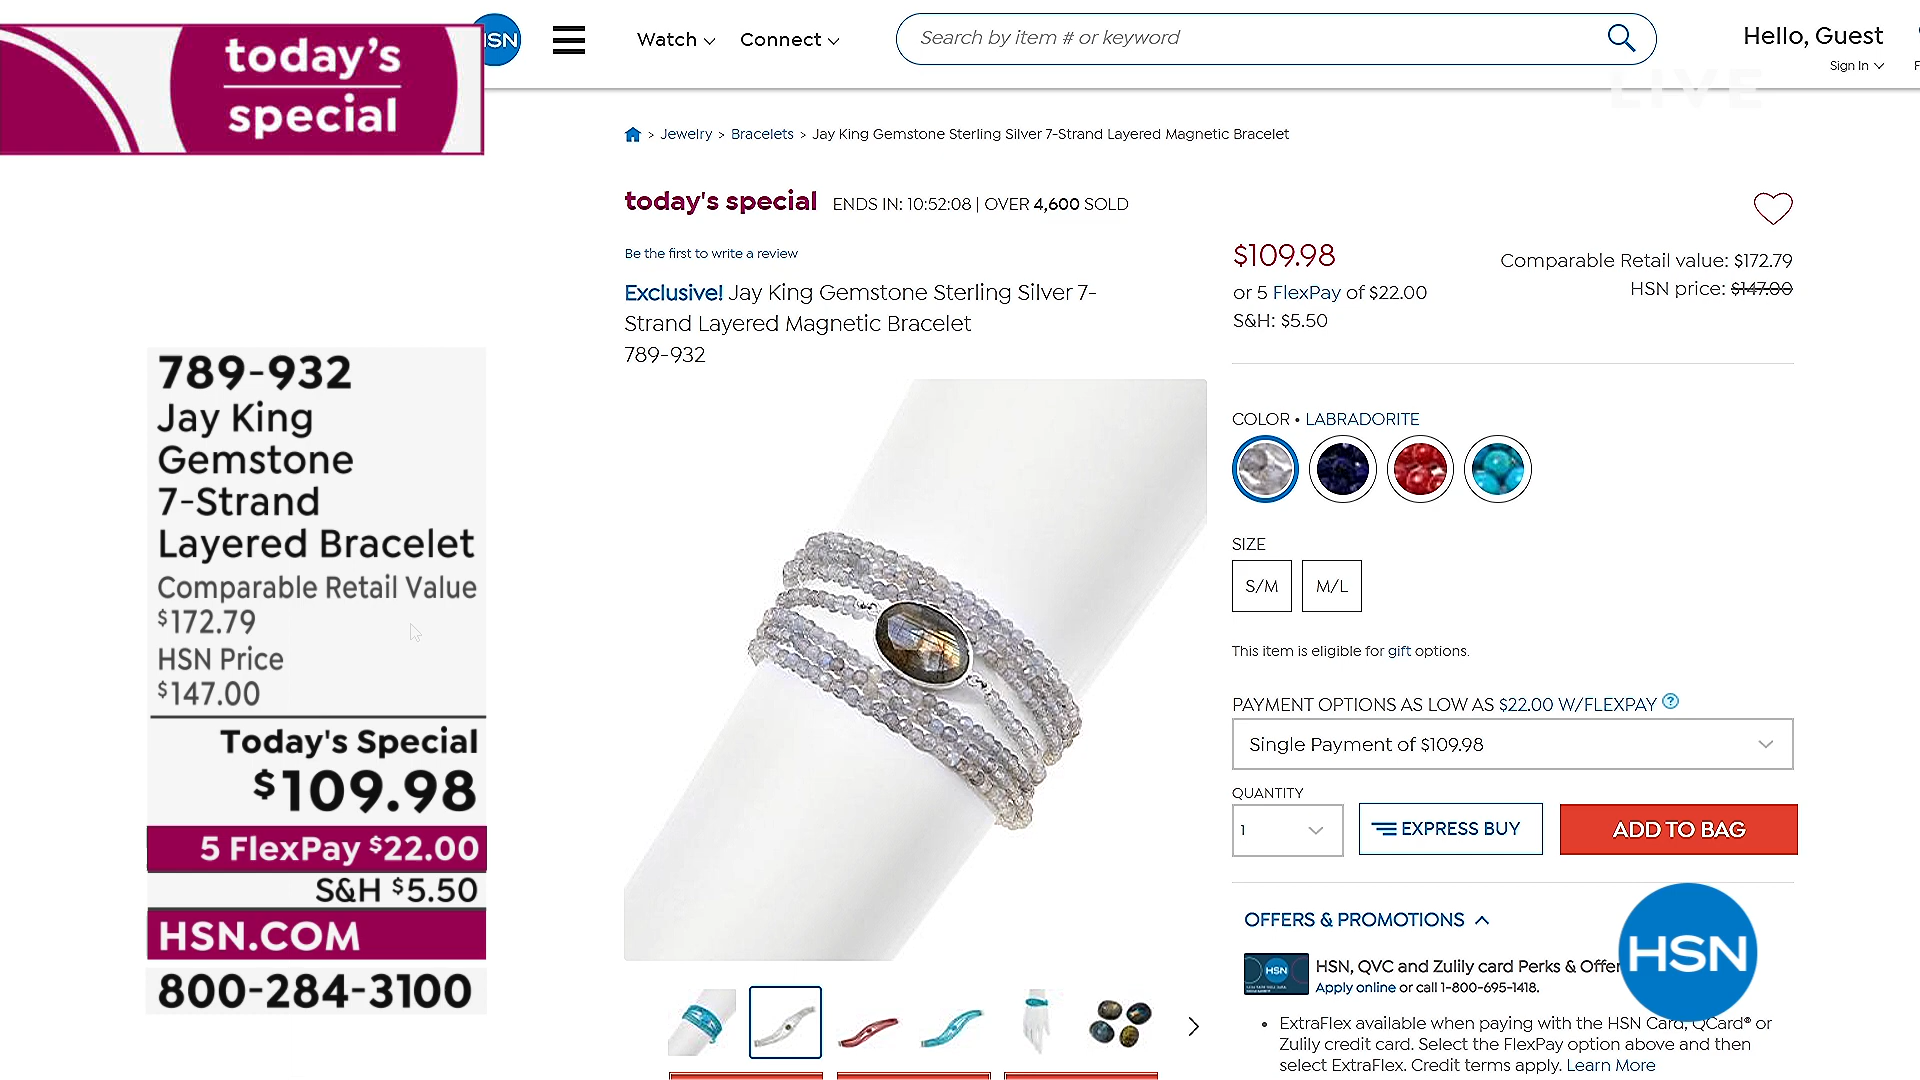 today's
special
HSN
Watch
Connect
Search by item # or keyword
Hello, Guest
Sign In
LIVE
> Jewelry > Bracelets > Jay King Gemstone Sterling Silver 7-Strand Layered Magnetic Bracelet
today's special ENDS IN: 10:52:08 | OVER 4,600 SOLD
Be the first to write a review
Exclusive! Jay King Gemstone Sterling Silver 7-
Strand Layered Magnetic Bracelet
789-932
$109.98
or 5 FlexPay of $22.00
S&H: $5.50
Comparable Retail value: $172.79
HSN price: $147.00
789-932
Jay King
Gemstone
7-Strand
Layered Bracelet
Comparable Retail Value
$172.79
HSN Price
$147.00
Today's Special
$109.98
5 FlexPay $22.00
S&H $5.50
HSN.COM
800-284-3100
COLOR • LABRADORITE
SIZE
S/M
M/L
This item is eligible for gift options.
PAYMENT OPTIONS AS LOW AS $22.00 W/FLEXPAY ?
Single Payment of $109.98
QUANTITY
1
EXPRESS BUY
ADD TO BAG
OFFERS & PROMOTIONS
HSN
HSN, QVC and Zulily card Perks & Offer
Apply online or call 1-800-695-1418.
HSN
• ExtraFlex available when paying with the HSN Card, QCard® or
Zulily credit card. Select the FlexPay option above and then
select ExtraFlex. Credit terms apply. Learn More